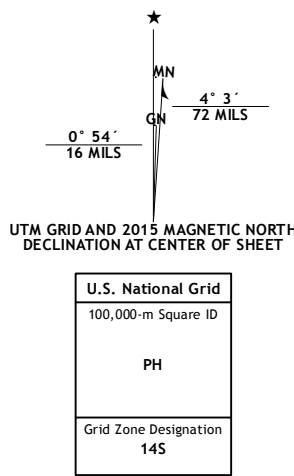 ★
MN
GN
4° 3´
72 MILS
0° 54´
16 MILS
UTM GRID AND 2015 MAGNETIC NORTH
DECLINATION AT CENTER OF SHEET
U.S. National Grid
100,000-m Square ID
PH
Grid Zone Designation
14S